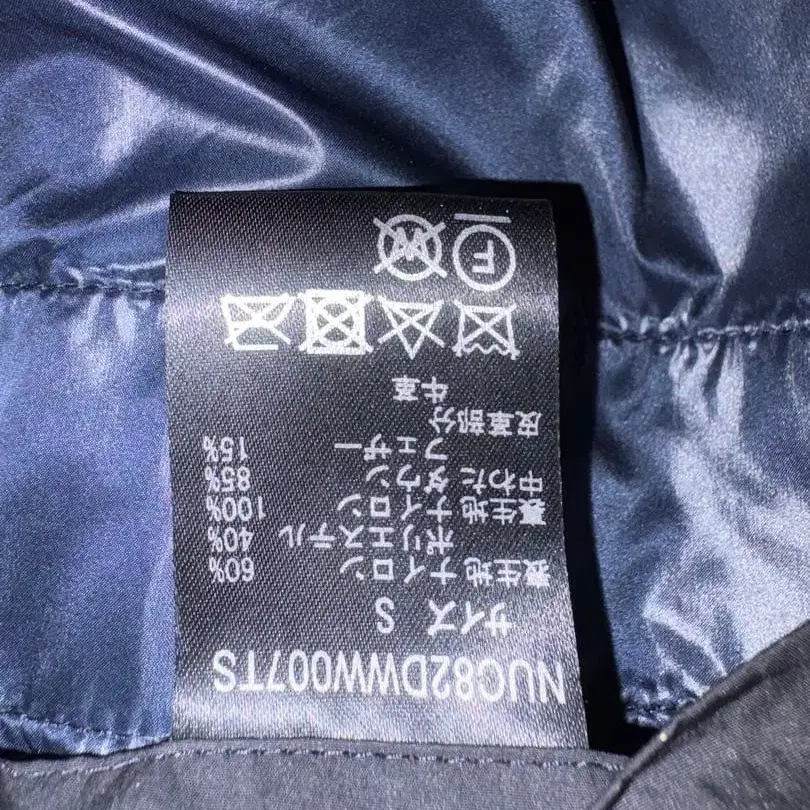 NUC82DWW007TS
サイズ S
表生地 ナイロン 60%
ポリエステル 40%
裏生地 ナイロン 100%
中わた ダウン 85%
フェザー 15%
皮革部分
牛革
F W